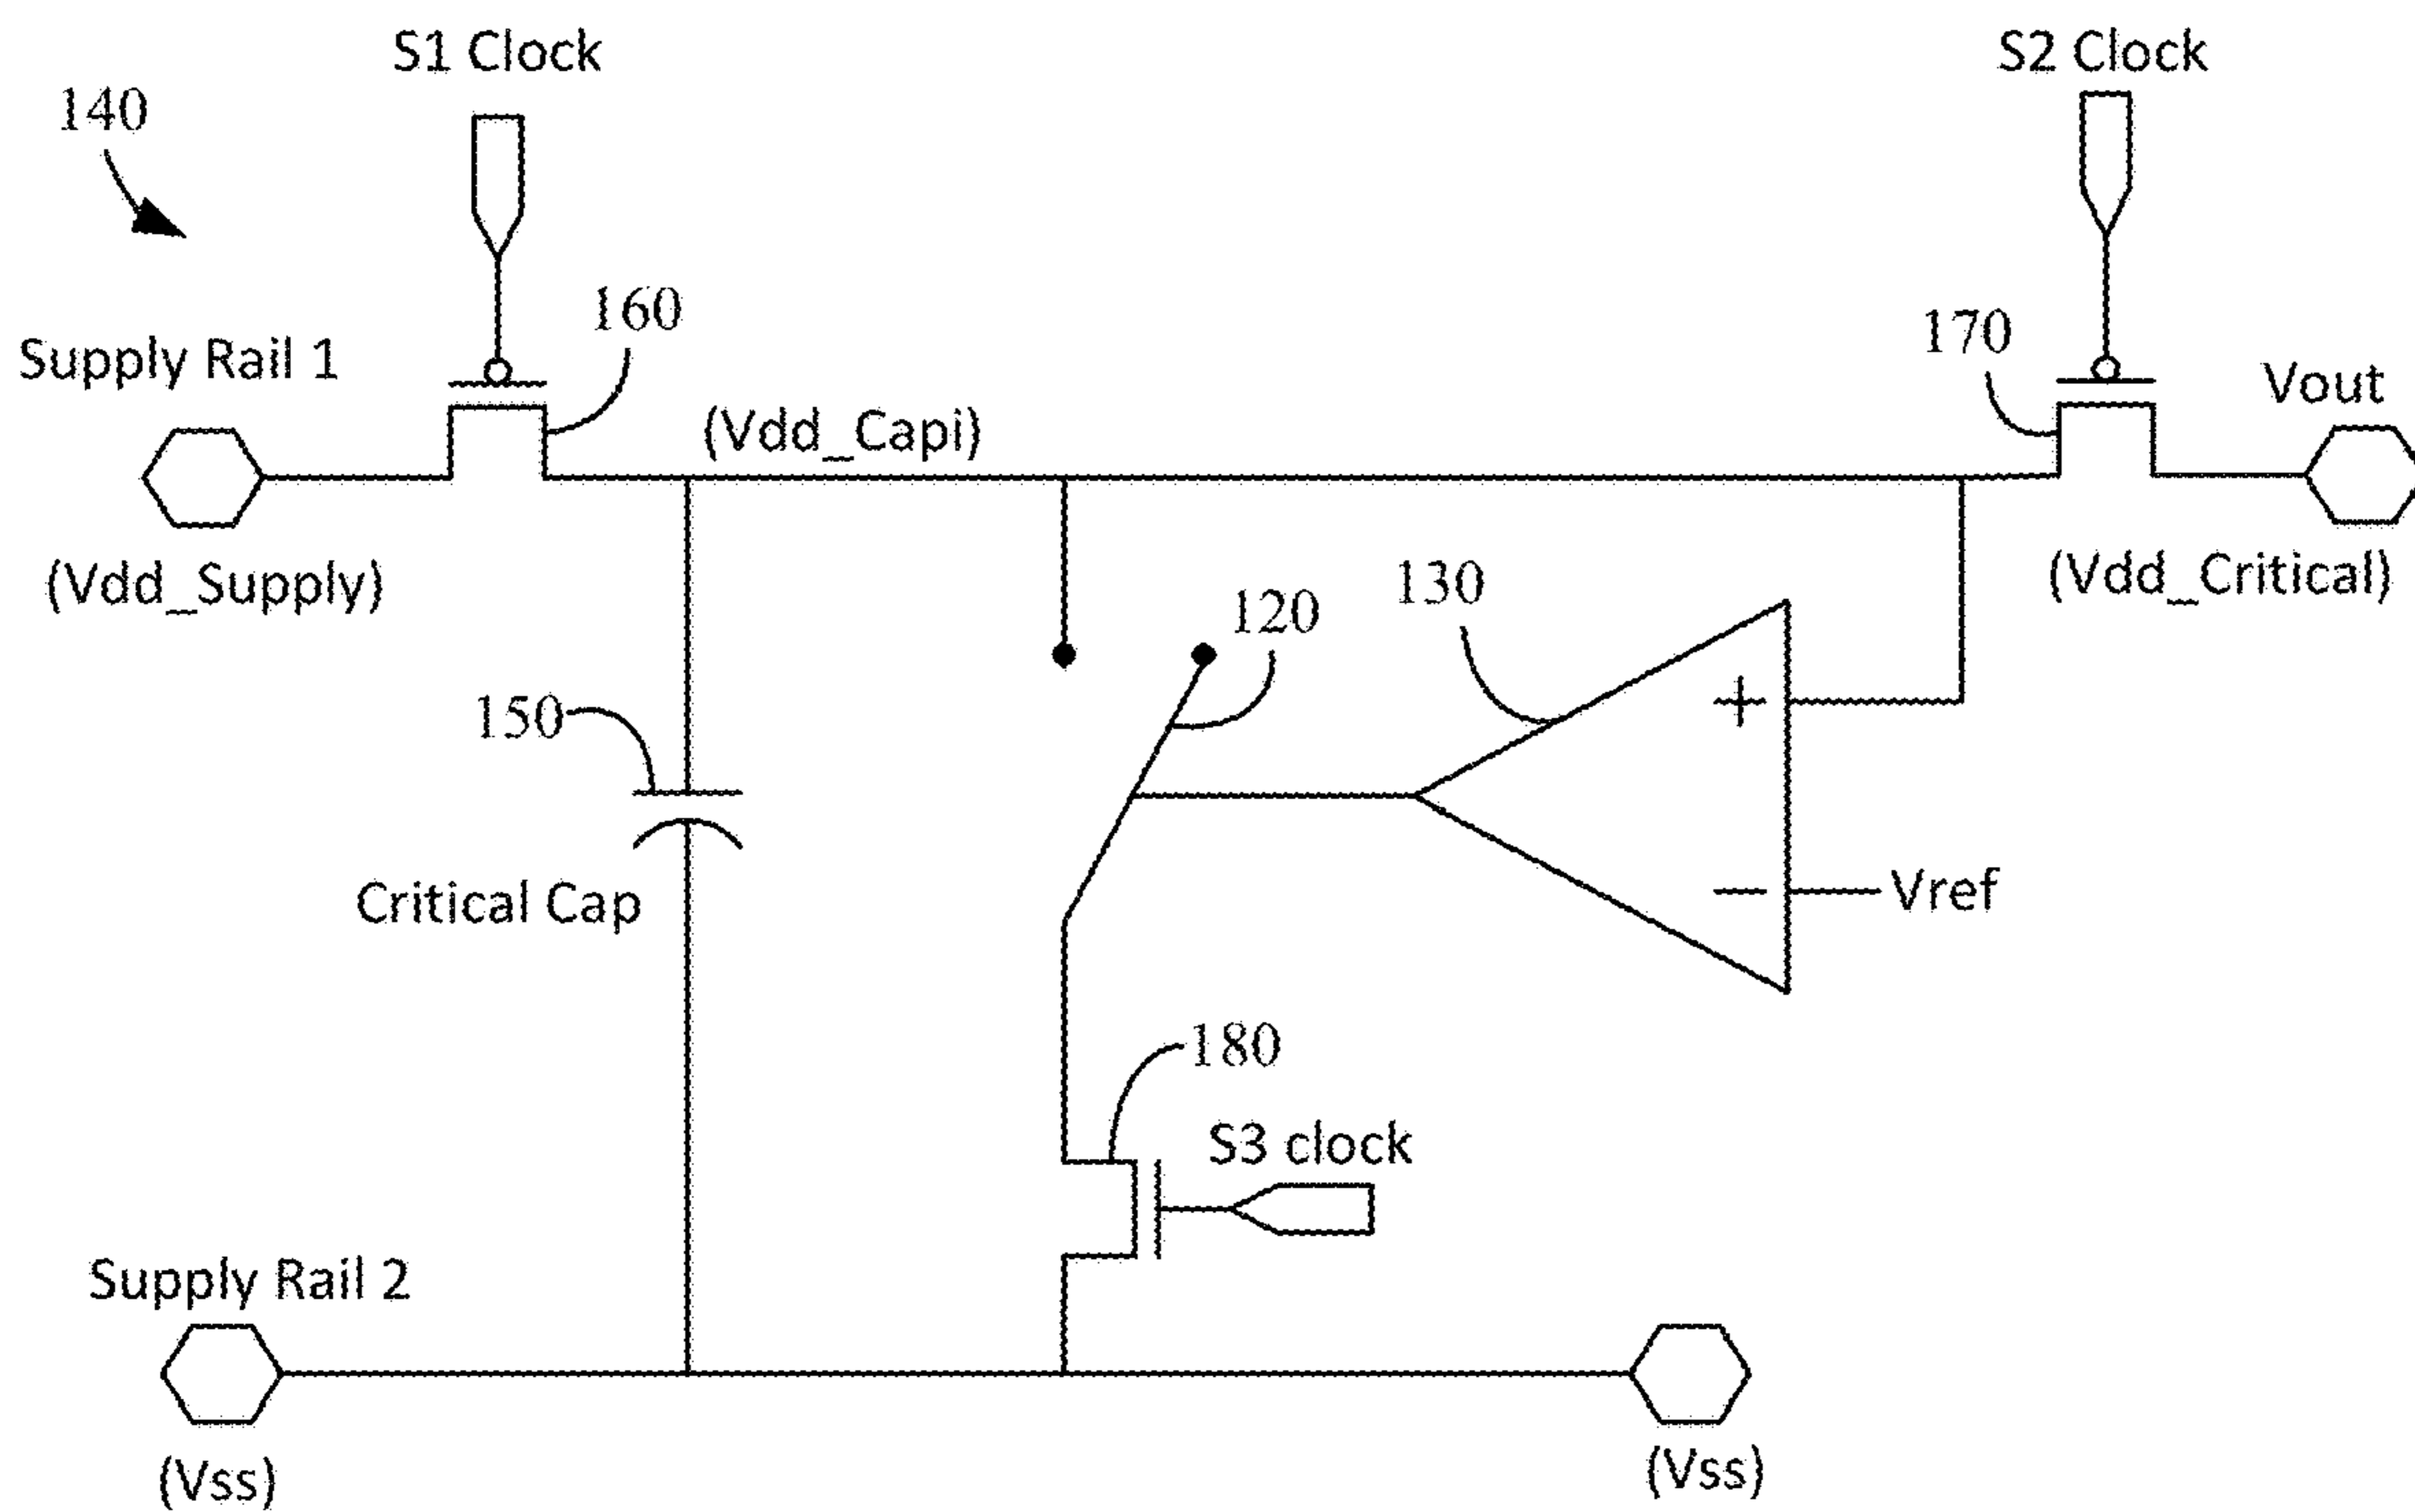 S1 Clock
S2 Clock
140
160
170
Supply Rail 1
Vout
(Vdd_Capi)
(Vdd_Supply)
(Vdd_Critical)
120
130
150
+
Critical Cap
− Vref
180
S3 clock
Supply Rail 2
(Vss)
(Vss)